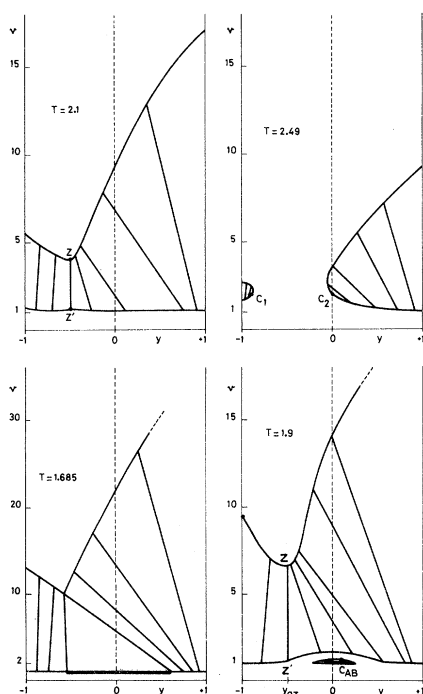 v
15
T = 2.1
10
5
Z
1
Z'
-1 0 y +1
v
15
T = 2.49
10
5
1
C1
C2
-1 0 y +1
v
30
20
T = 1.685
10
2
-1 0 y +1
v
15
T = 1.9
10
Z
5
1
Z'
CAB
-1 0 y +1